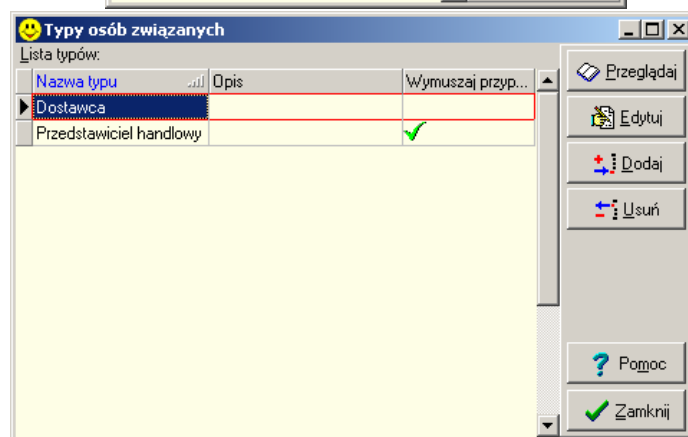 Typy osób związanych
Lista typów:
Nazwa typu Opis Wymuszaj przyp...
Dostawca
Przedstawiciel handlowy
Przeglądaj
Edytuj
Dodaj
Usuń
Pomoc
Zamknij